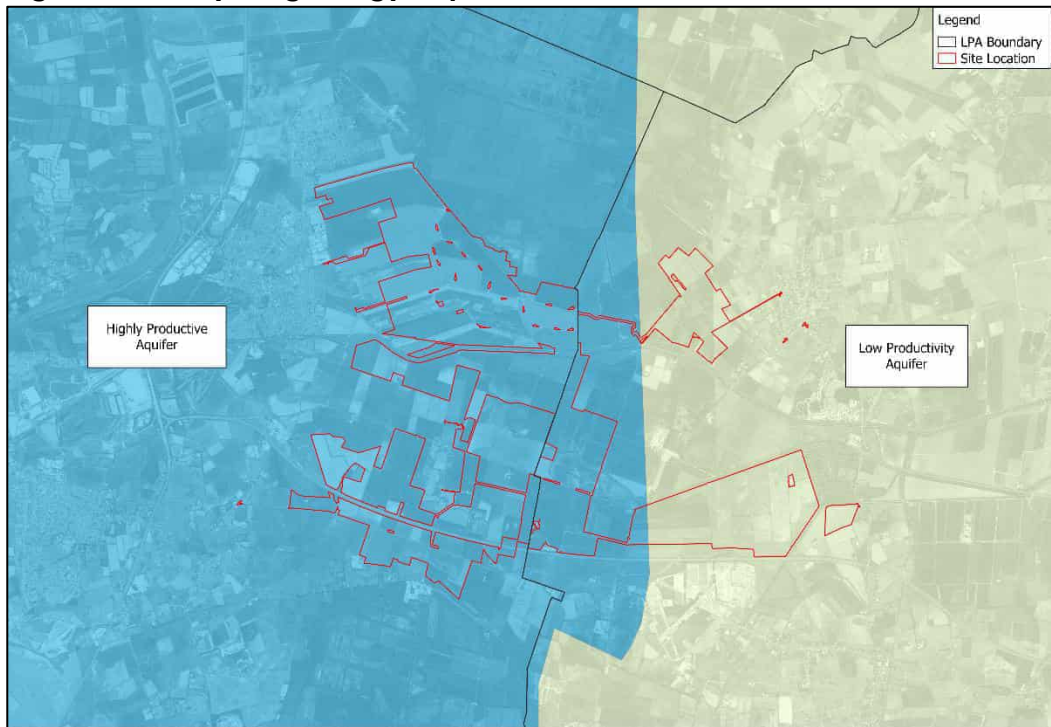 Legend
LPA Boundary
Site Location
Highly Productive
Aquifer
Low Productivity
Aquifer